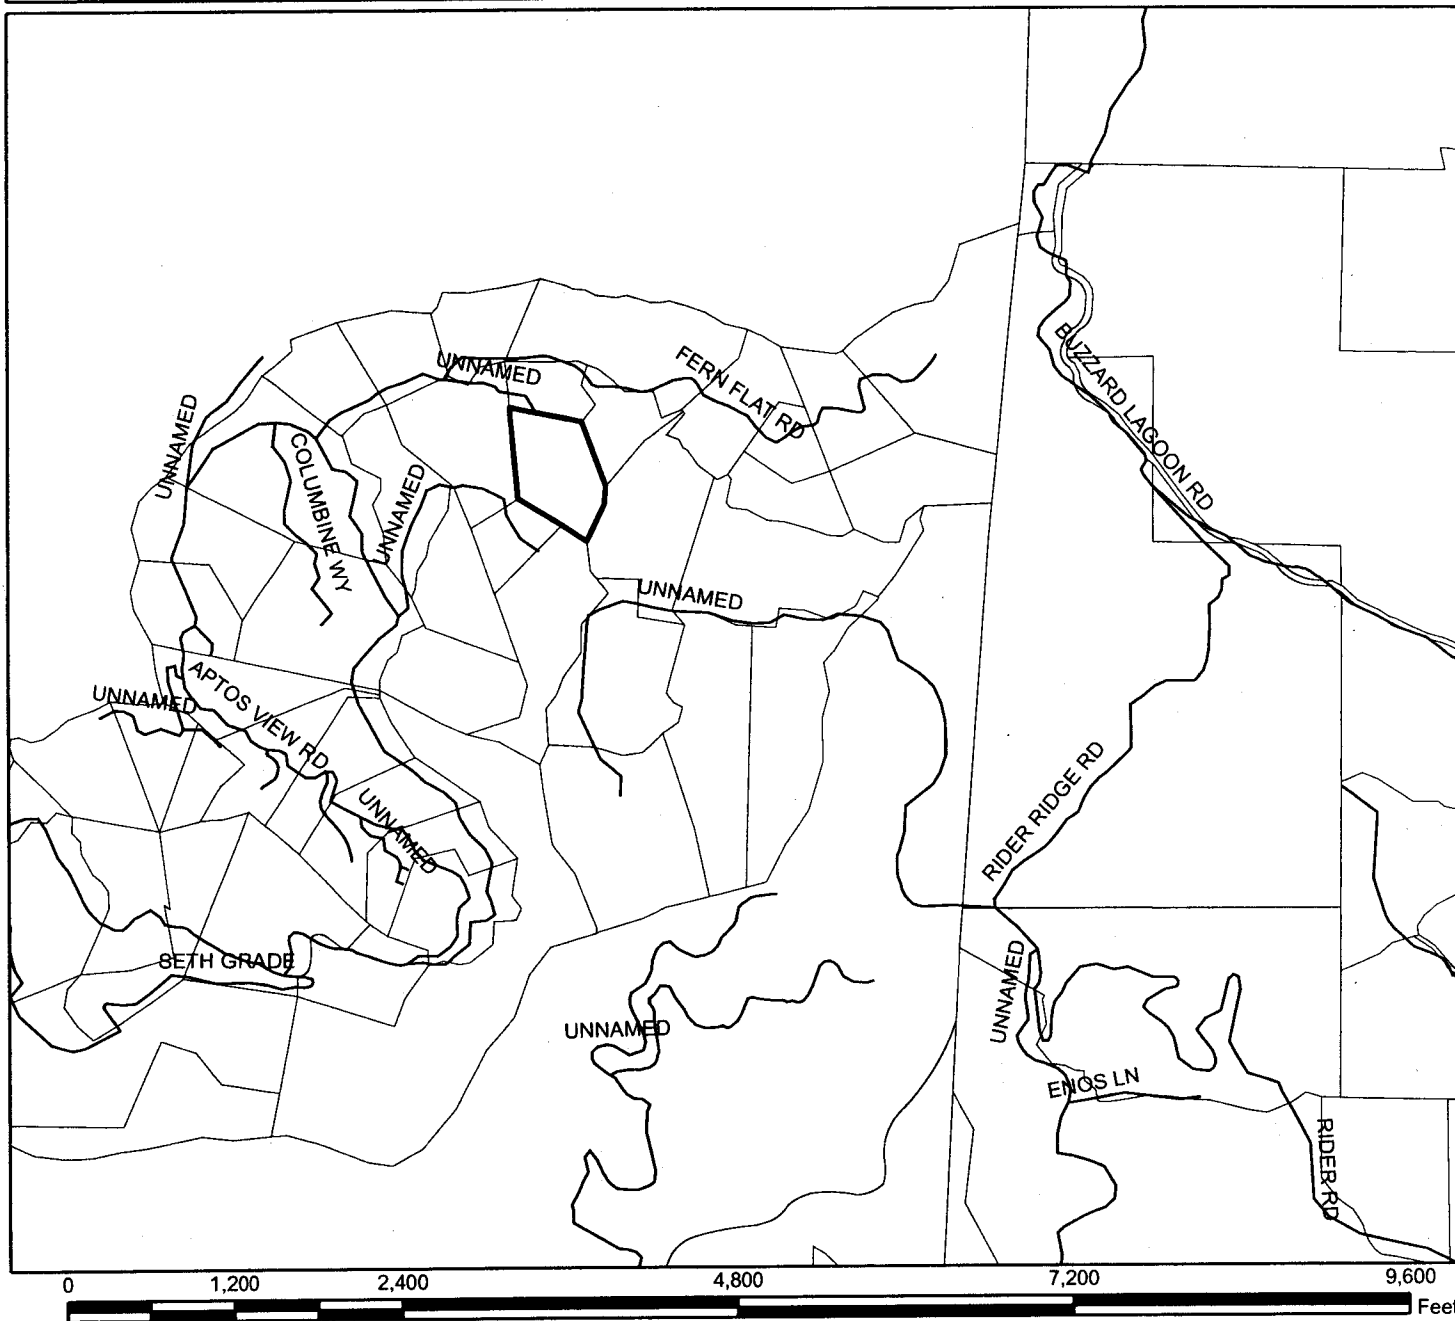 BUZZARD LAGOON RD
FERN FLAT RD
UNNAMED
UNNAMED
COLUMBINE WY
UNNAMED
UNNAMED
APTOS VIEW RD
UNNAMED
RIDER RIDGE RD
UNNAMED
SETH GRADE
UNNAMED
UNNAMED
ENOS LN
RIDER RD
0 1,200 2,400 4,800 7,200 9,600
Feet